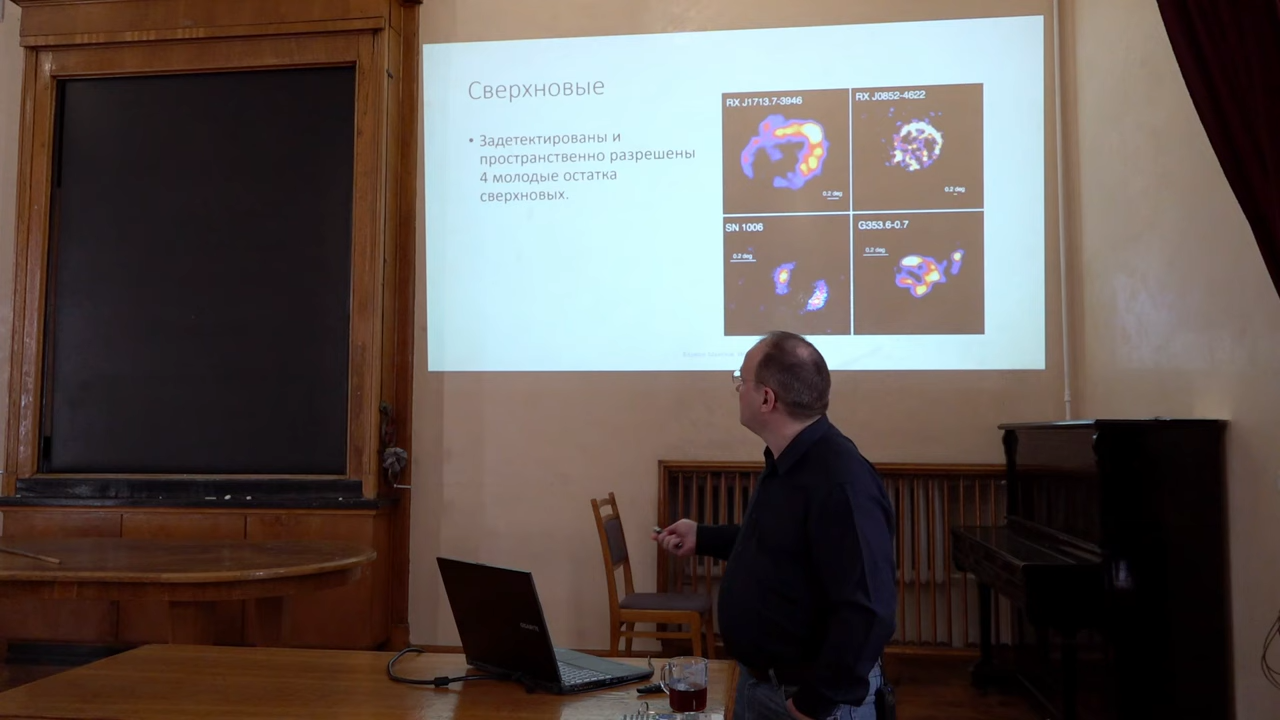 Сверхновые
• Задетектированы и
пространственно разрешены
4 молодые остатка
сверхновых.
RX J1713.7-3946
0.2 deg
RX J0852-4622
0.2 deg
SN 1006
0.2 deg
G353.6-0.7
0.2 deg
GIGABYTE